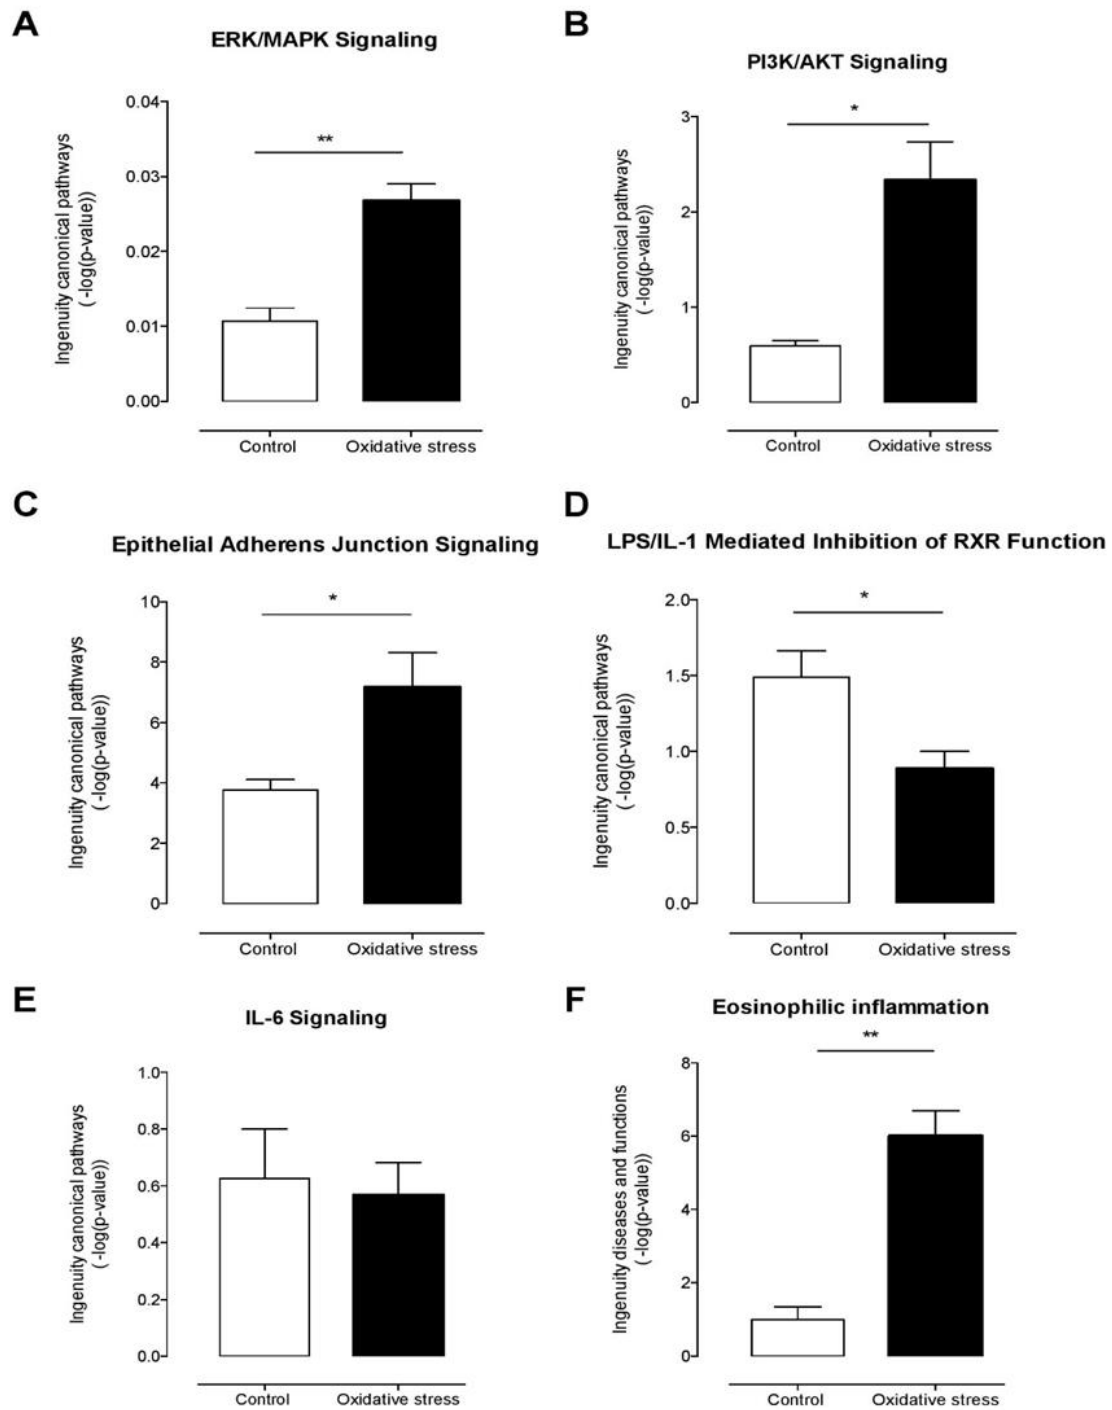 A
ERK/MAPK Signaling
Ingenuity canonical pathways
( -log(p-value))
0.04
0.03
0.02
0.01
0.00
**
Control
Oxidative stress
B
PI3K/AKT Signaling
Ingenuity canonical pathways
( -log(p-value))
3
2
1
0
*
Control
Oxidative stress
C
Epithelial Adherens Junction Signaling
Ingenuity canonical pathways
( -log(p-value))
10
8
6
4
2
0
*
Control
Oxidative stress
D
LPS/IL-1 Mediated Inhibition of RXR Function
Ingenuity canonical pathways
( -log(p-value))
2.0
1.5
1.0
0.5
0.0
*
Control
Oxidative stress
E
IL-6 Signaling
Ingenuity canonical pathways
( -log(p-value))
1.0
0.8
0.6
0.4
0.2
0.0
Control
Oxidative stress
F
Eosinophilic inflammation
Ingenuity diseases and functions
( -log(p-value))
8
6
4
2
0
**
Control
Oxidative stress